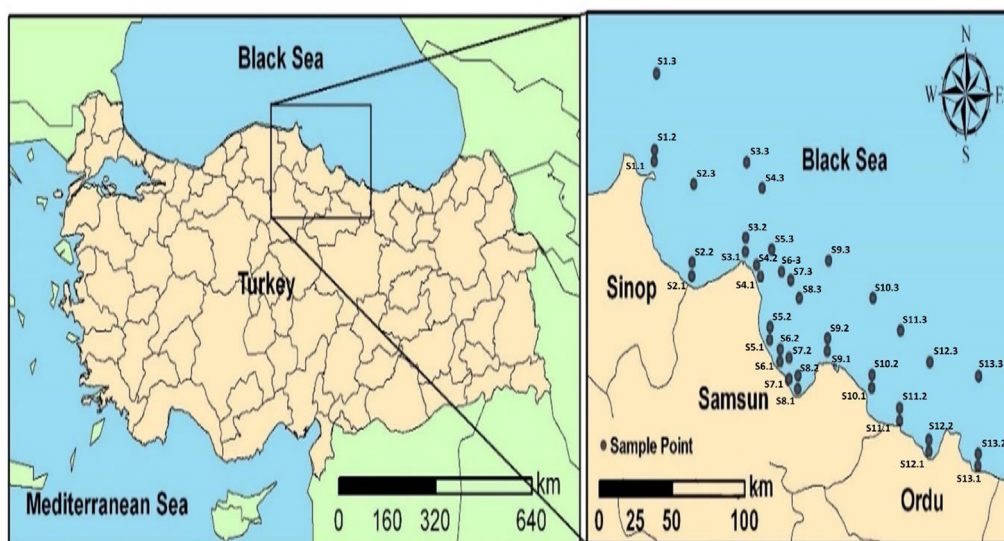 Black Sea
Turkey
Mediterranean Sea
km
0 160 320 640
N
W E
S
Black Sea
S1.3
S1.2
S1.1
S2.3
S3.3
S4.3
S3.2
S3.1
S2.2
S2.1
S4.2
S4.1
S5.3
S6-3
S7.3
S8.3
S9.3
S10.3
S11.3
S12.3
S13.3
S5.2
S5.1
S6.2
S6.1
S7.2
S7.1
S8.2
S8.1
S9.2
S9.1
S10.2
S10.1
S11.2
S11.1
S12.2
S12.1
S13.2
S13.1
Sinop
Samsun
Ordu
Sample Point
km
0 25 50 100